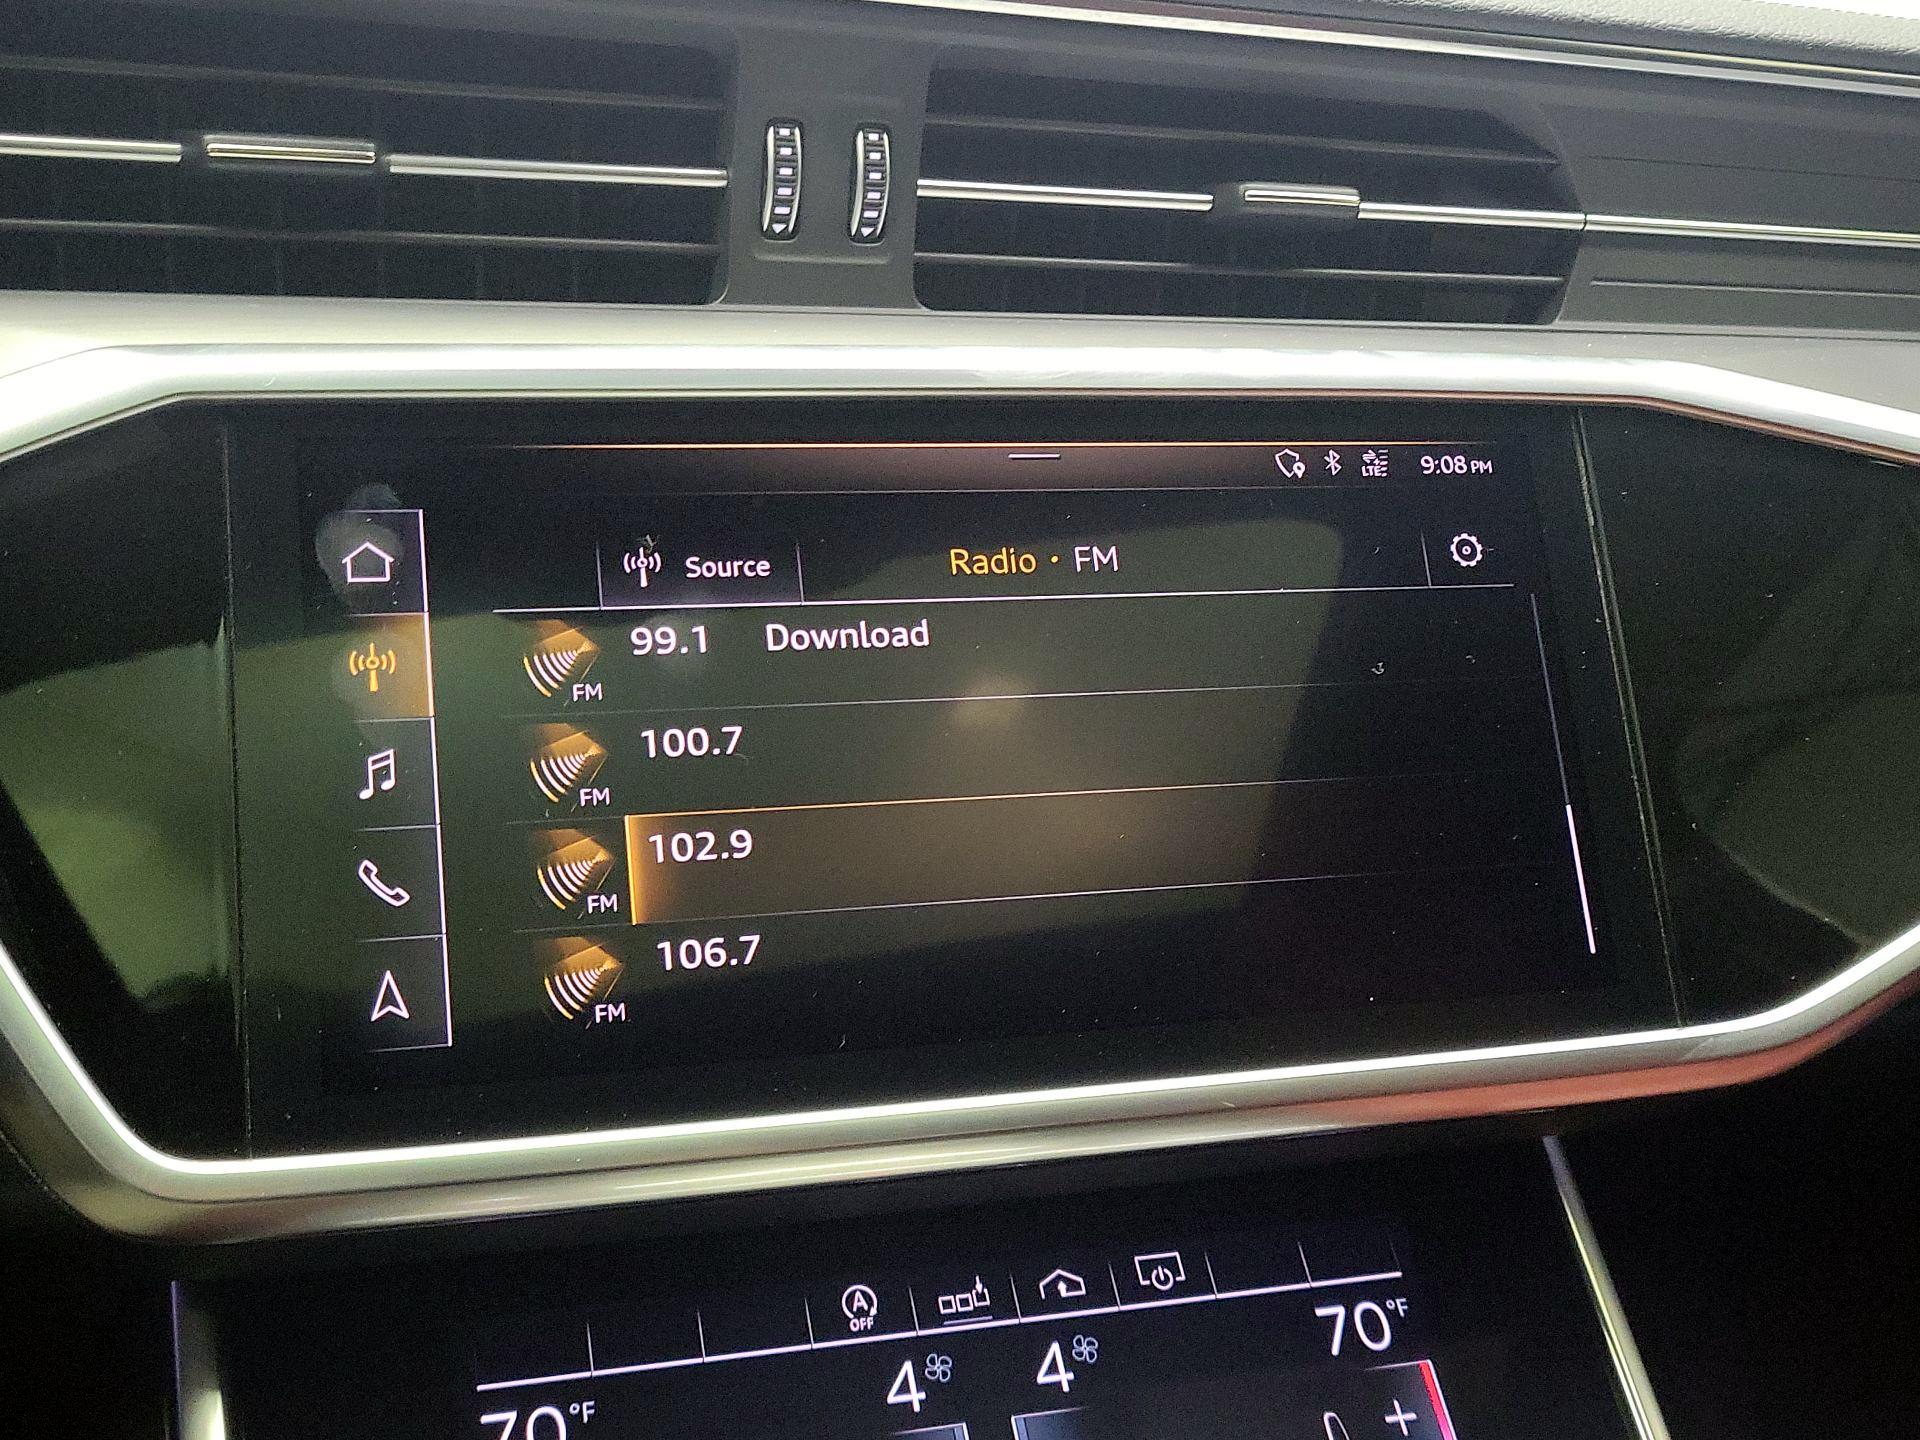 LTE 9:08 PM
Source Radio • FM
FM 99.1 Download
FM 100.7
FM 102.9
FM 106.7
A
OFF
70°F 4 4 70°F
+